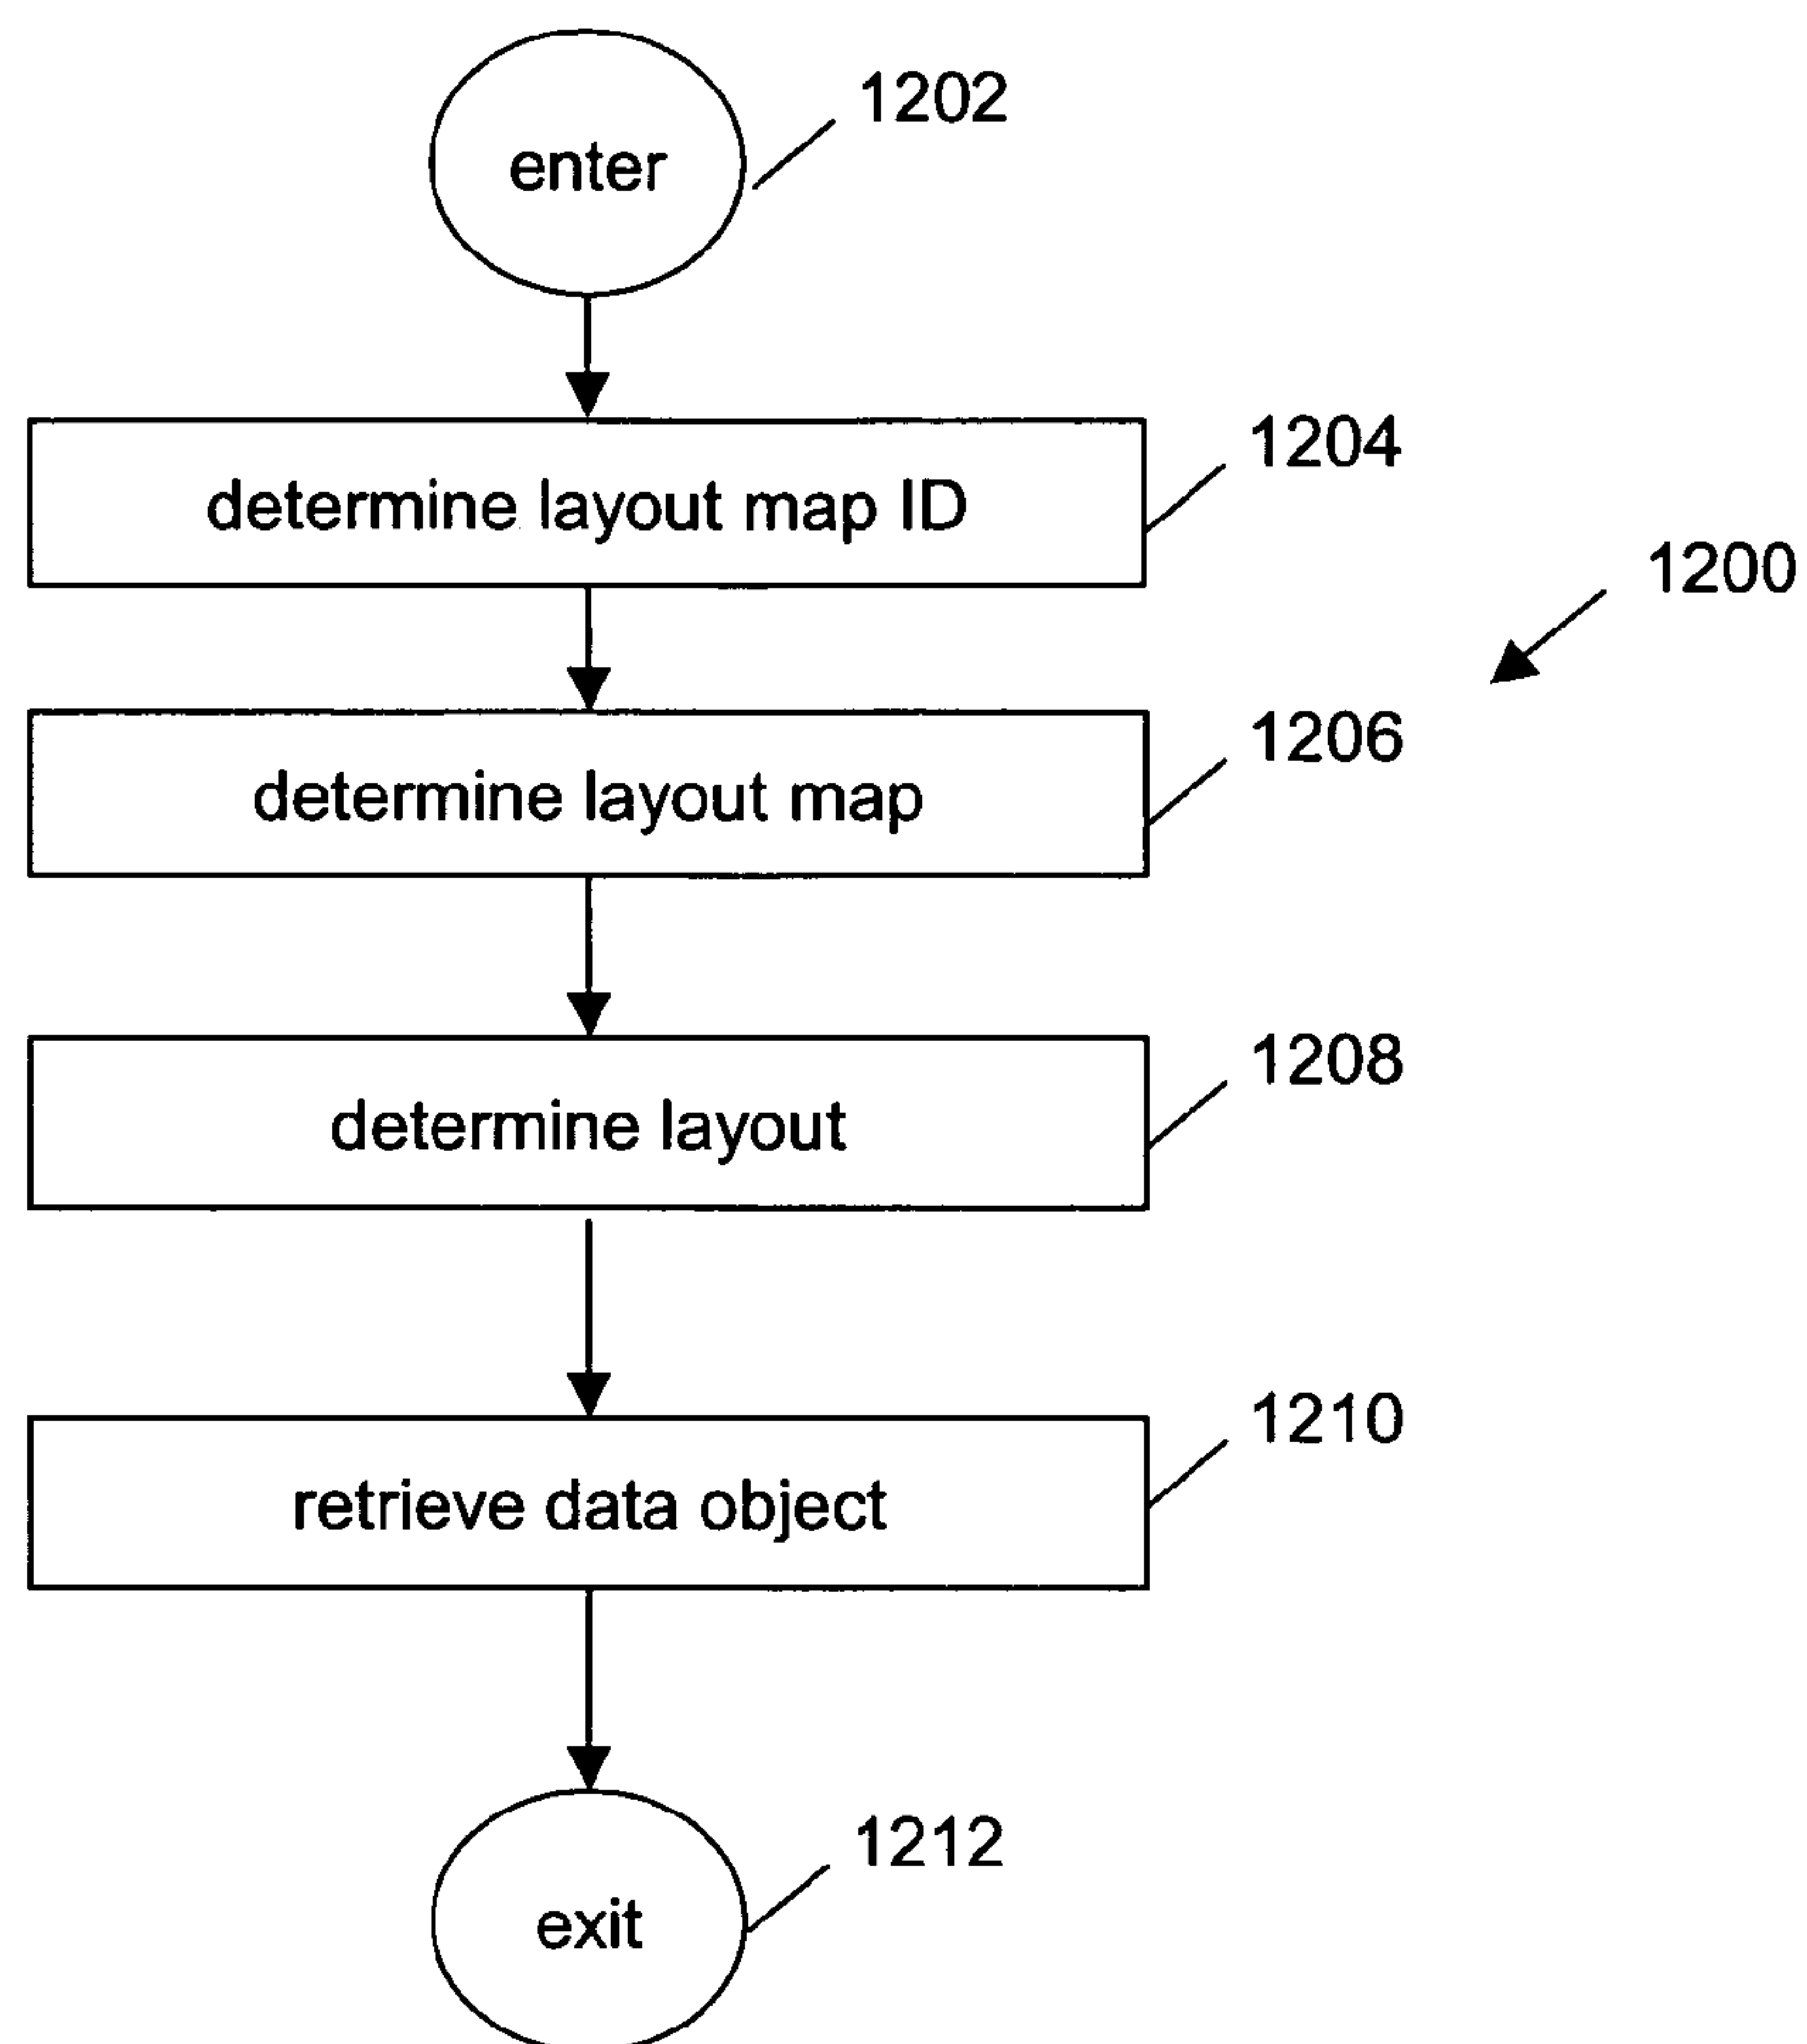 1202
enter
1204
determine layout map ID
1200
1206
determine layout map
1208
determine layout
1210
retrieve data object
1212
exit